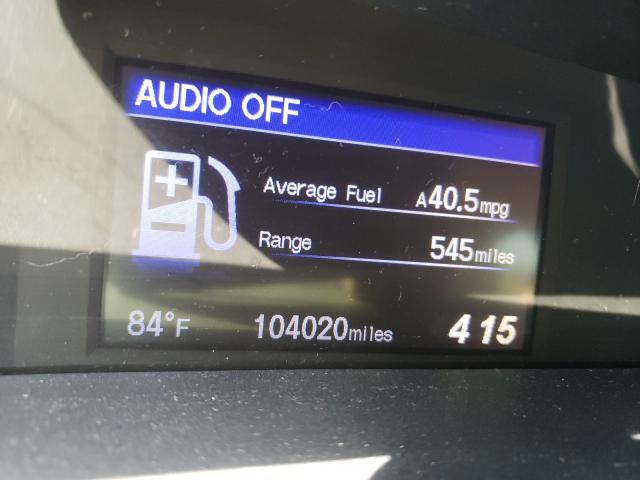 AUDIO OFF
Average Fuel A40.5mpg
Range 545miles
84°F 104020miles 4 15